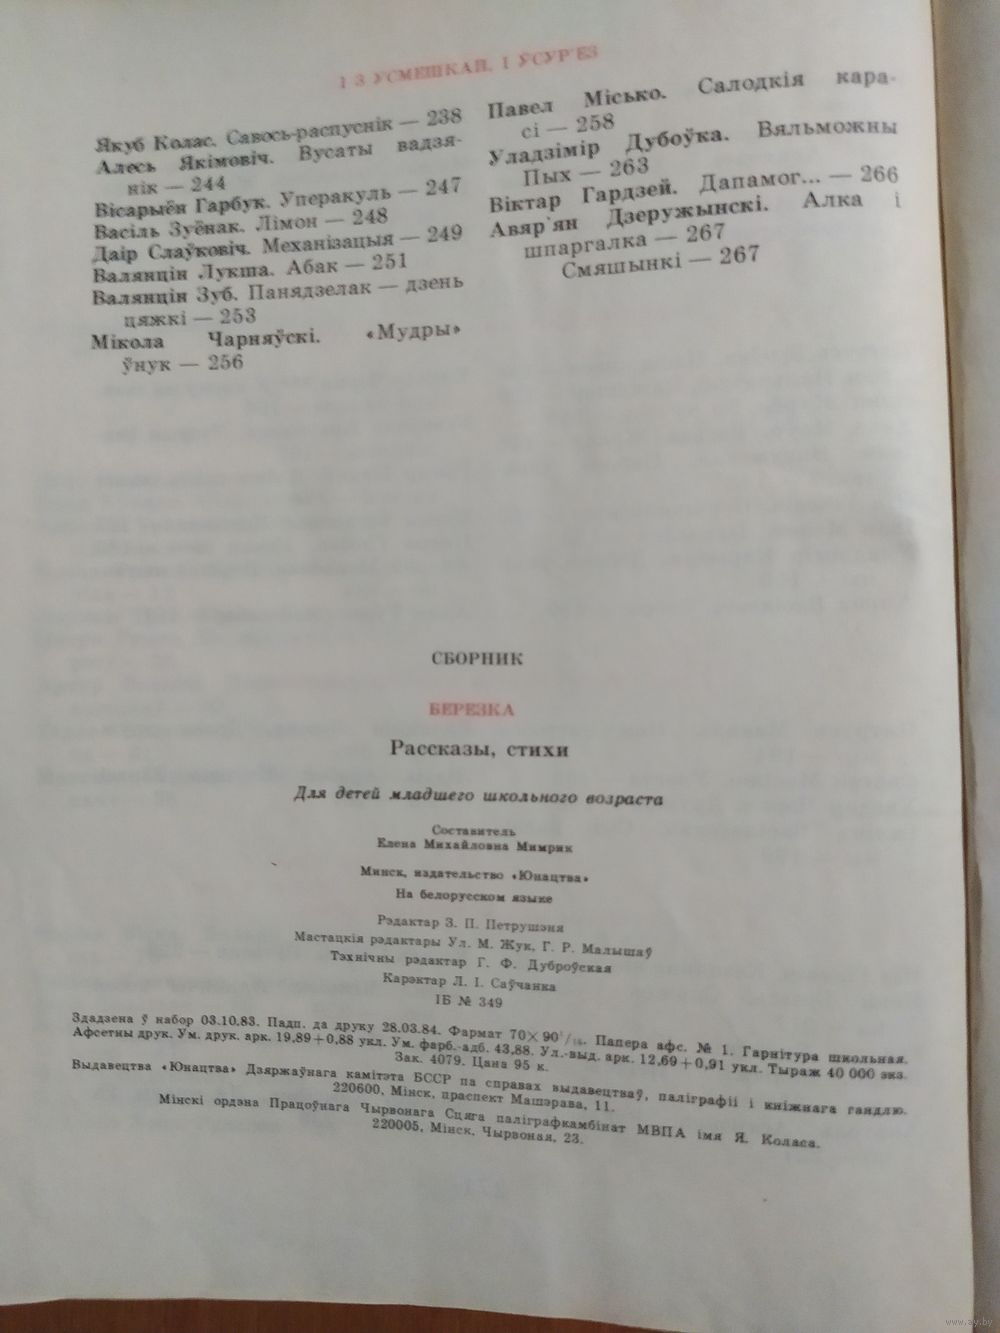 І З УСМЕШКАЙ, І ЎСУР'ЁЗ
Якуб Колас. Савось-распуснік — 238
Алесь Якімовіч. Вусаты вадзя-
нік — 244
Вісарыён Гарбук. Уперакуль — 247
Васіль Зуёнак. Лімон — 248
Даір Слаўковіч. Механізацыя — 249
Валянцін Лукша. Абак — 251
Валянцін Зуб. Панядзелак — дзень
цяжкі — 253
Мікола Чарняўскі. «Мудры»
ўнук — 256
Павел Місько. Салодкія кара-
сі — 258
Уладзімір Дубоўка. Вяльможны
Пых — 263
Віктар Гардзей. Дапамог... — 266
Авяр'ян Дзеружынскі. Алка і
шпаргалка — 267
Смяшынкі — 267
СБОРНИК
БЕРЕЗКА
Рассказы, стихи
Для детей младшего школьного возраста
Составитель
Елена Михайловна Мимрик
Минск, издательство «Юнацтва»
На белорусском языке
Рэдактар З. П. Петрушэня
Мастацкія рэдактары Ул. М. Жук, Г. Р. Малышаў
Тэхнічны рэдактар Г. Ф. Дуброўская
Карэктар Л. І. Саўчанка
ІБ № 349
Здадзена ў набор 03.10.83. Падп. да друку 28.03.84. Фармат 70×90¹/₁₆. Папера афс. № 1. Гарнітура школьная.
Афсетны друк. Ум. друк. арк. 19,89+0,88 укл. Ум. фарб.-адб. 43,88. Ул.-выд. арк. 12,69+0,91 укл. Тыраж 40 000 экз.
Зак. 4079. Цана 95 к.
Выдавецтва «Юнацтва» Дзяржаўнага камітэта БССР па справах выдавецтваў, паліграфіі і кніжнага гандлю.
220600, Мінск, праспект Машэрава, 11.
Мінскі ордэна Працоўнага Чырвонага Сцяга паліграфкамбінат МВПА імя Я. Коласа.
220005, Мінск, Чырвоная, 23.
www.ay.by